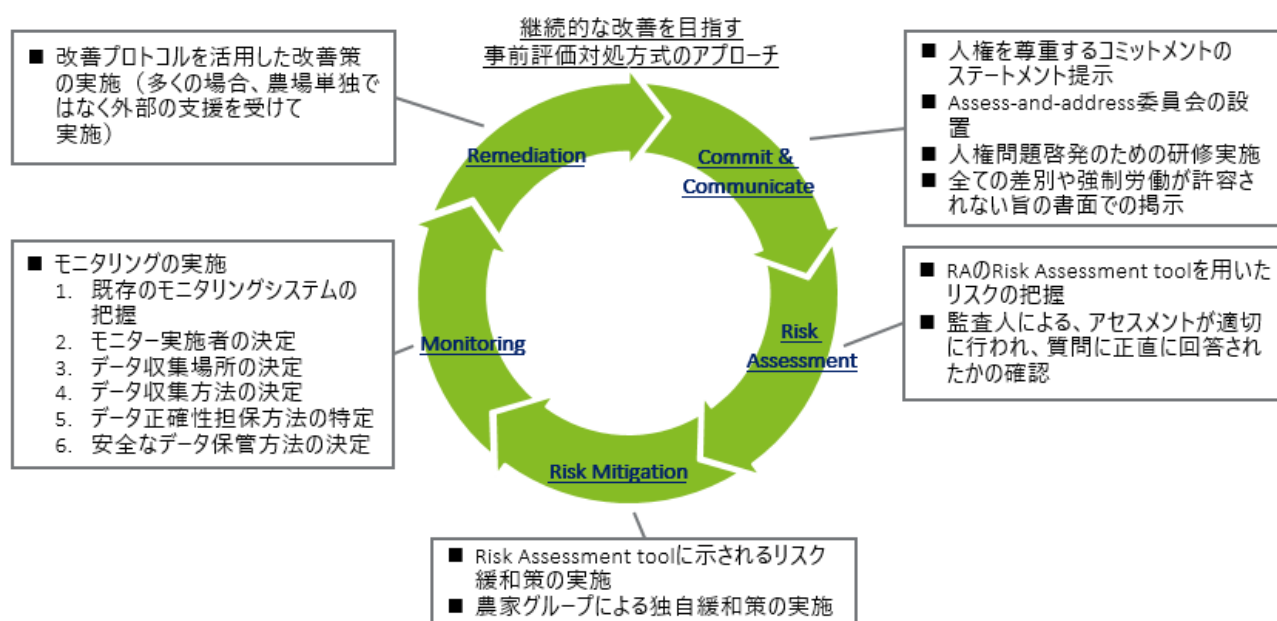 継続的な改善を目指す
事前評価対処方式のアプローチ
■ 改善プロトコルを活用した改善策
の実施（多くの場合、農場単独で
はなく外部の支援を受けて
実施）
■ 人権を尊重するコミットメントの
ステートメント提示
■ Assess-and-address委員会の設
置
■ 人権問題啓発のための研修実施
■ 全ての差別や強制労働が許容さ
れない旨の書面での掲示
Remediation
Commit &
Communicate
■ モニタリングの実施
1. 既存のモニタリングシステムの
把握
2. モニター実施者の決定
3. データ収集場所の決定
4. データ収集方法の決定
5. データ正確性担保方法の特定
6. 安全なデータ保管方法の決定
Monitoring
Risk
Assessment
■ RAのRisk Assessment toolを用いた
リスクの把握
■ 監査人による、アセスメントが適切
に行われ、質問に正直に回答され
たかの確認
Risk Mitigation
■ Risk Assessment toolに示されるリスク
緩和策の実施
■ 農家グループによる独自緩和策の実施